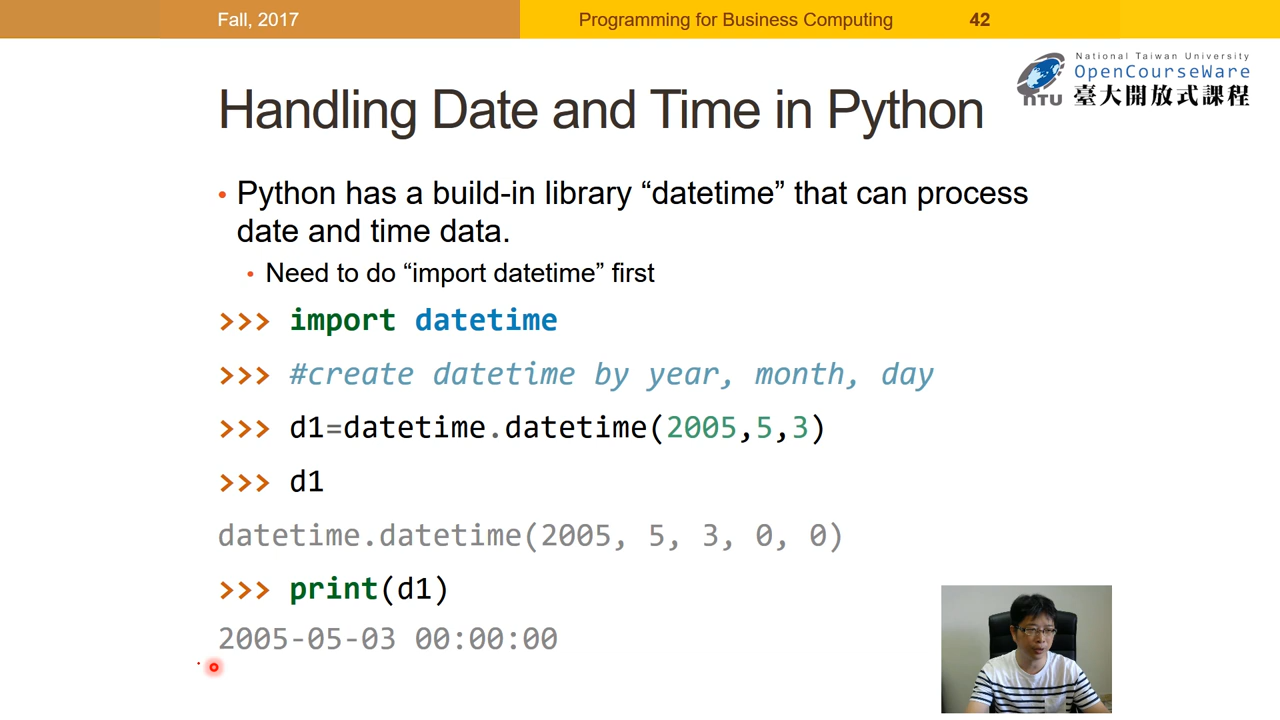 Fall, 2017
Programming for Business Computing
42
National Taiwan University
OpenCourseWare
臺大開放式課程
NTU
Handling Date and Time in Python
• Python has a build-in library “datetime” that can process
date and time data.
• Need to do “import datetime” first
>>> import datetime
>>> #create datetime by year, month, day
>>> d1=datetime.datetime(2005,5,3)
>>> d1
datetime.datetime(2005, 5, 3, 0, 0)
>>> print(d1)
2005-05-03 00:00:00